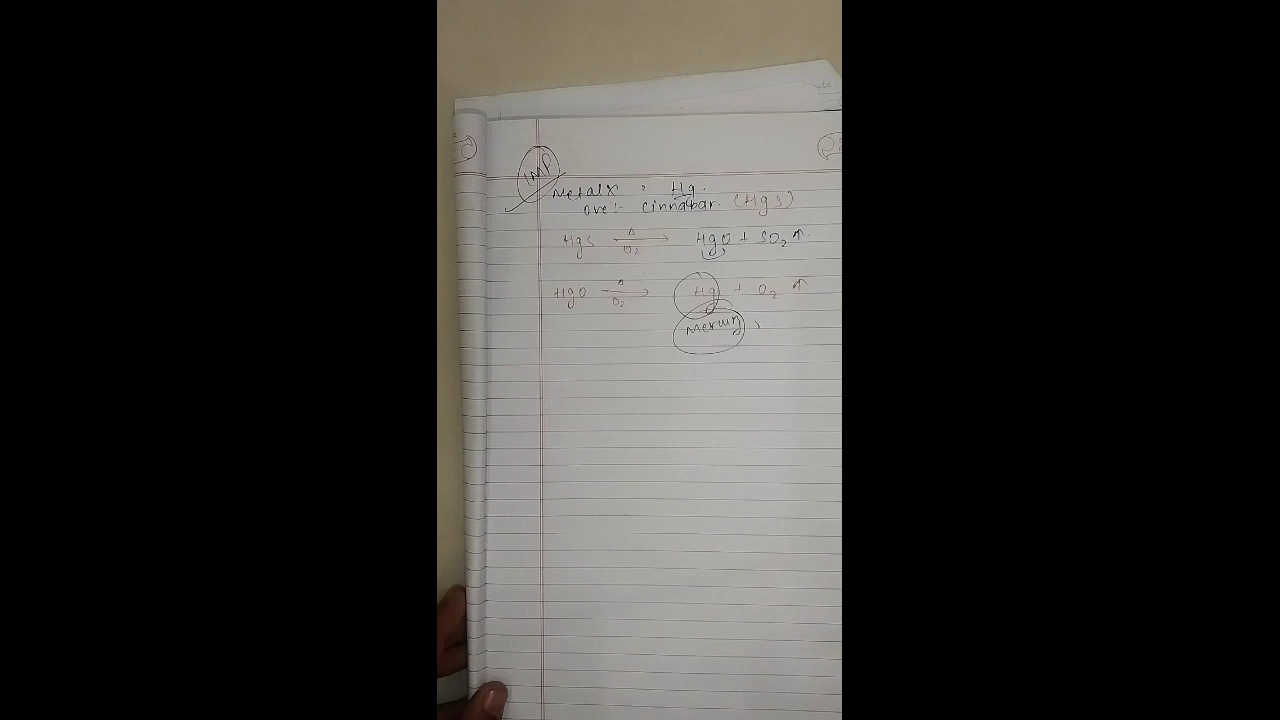 IMP
Metal x : Hg.
ore :- Cinnabar. (HgS)
HgS Δ O2 → HgO + SO2 ↑.
HgO Δ O2 → Hg + O2 ↑
Mercury